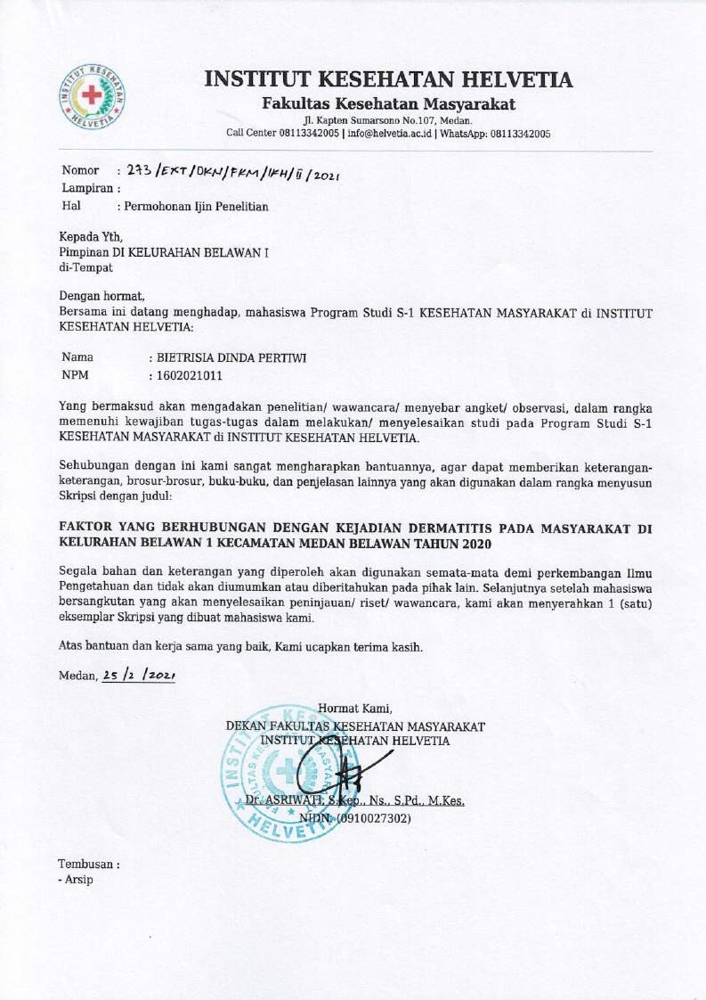 INSTITUT KESEHATAN
HELVETIA
INSTITUT KESEHATAN HELVETIA
Fakultas Kesehatan Masyarakat
Jl. Kapten Sumarsono No.107, Medan.
Call Center 08113342005 | info@helvetia.ac.id | WhatsApp: 08113342005
Nomor : 273/EXT/DKN/FKM/IKH/II/2021
Lampiran :
Hal : Permohonan Ijin Penelitian
Kepada Yth,
Pimpinan DI KELURAHAN BELAWAN I
di-Tempat
Dengan hormat,
Bersama ini datang menghadap, mahasiswa Program Studi S-1 KESEHATAN MASYARAKAT di INSTITUT
KESEHATAN HELVETIA:
Nama : BIETRISIA DINDA PERTIWI
NPM : 1602021011
Yang bermaksud akan mengadakan penelitian/ wawancara/ menyebar angket/ observasi, dalam rangka
memenuhi kewajiban tugas-tugas dalam melakukan/ menyelesaikan studi pada Program Studi S-1
KESEHATAN MASYARAKAT di INSTITUT KESEHATAN HELVETIA.
Sehubungan dengan ini kami sangat mengharapkan bantuannya, agar dapat memberikan keterangan-
keterangan, brosur-brosur, buku-buku, dan penjelasan lainnya yang akan digunakan dalam rangka menyusun
Skripsi dengan judul:
FAKTOR YANG BERHUBUNGAN DENGAN KEJADIAN DERMATITIS PADA MASYARAKAT DI
KELURAHAN BELAWAN 1 KECAMATAN MEDAN BELAWAN TAHUN 2020
Segala bahan dan keterangan yang diperoleh akan digunakan semata-mata demi perkembangan Ilmu
Pengetahuan dan tidak akan diumumkan atau diberitahukan pada pihak lain. Selanjutnya setelah mahasiswa
bersangkutan yang akan menyelesaikan peninjauan/ riset/ wawancara, kami akan menyerahkan 1 (satu)
eksemplar Skripsi yang dibuat mahasiswa kami.
Atas bantuan dan kerja sama yang baik, Kami ucapkan terima kasih.
Medan, 25/2/2021
Hormat Kami,
DEKAN FAKULTAS KESEHATAN MASYARAKAT
INSTITUT KESEHATAN HELVETIA
INSTITUT KESEHATAN
FAKULTAS KESEHATAN MASYARAKAT
HELVETIA
Dr. ASRIWATI, S.Kep., Ns., S.Pd., M.Kes.
NIDN. (0910027302)
Tembusan :
- Arsip